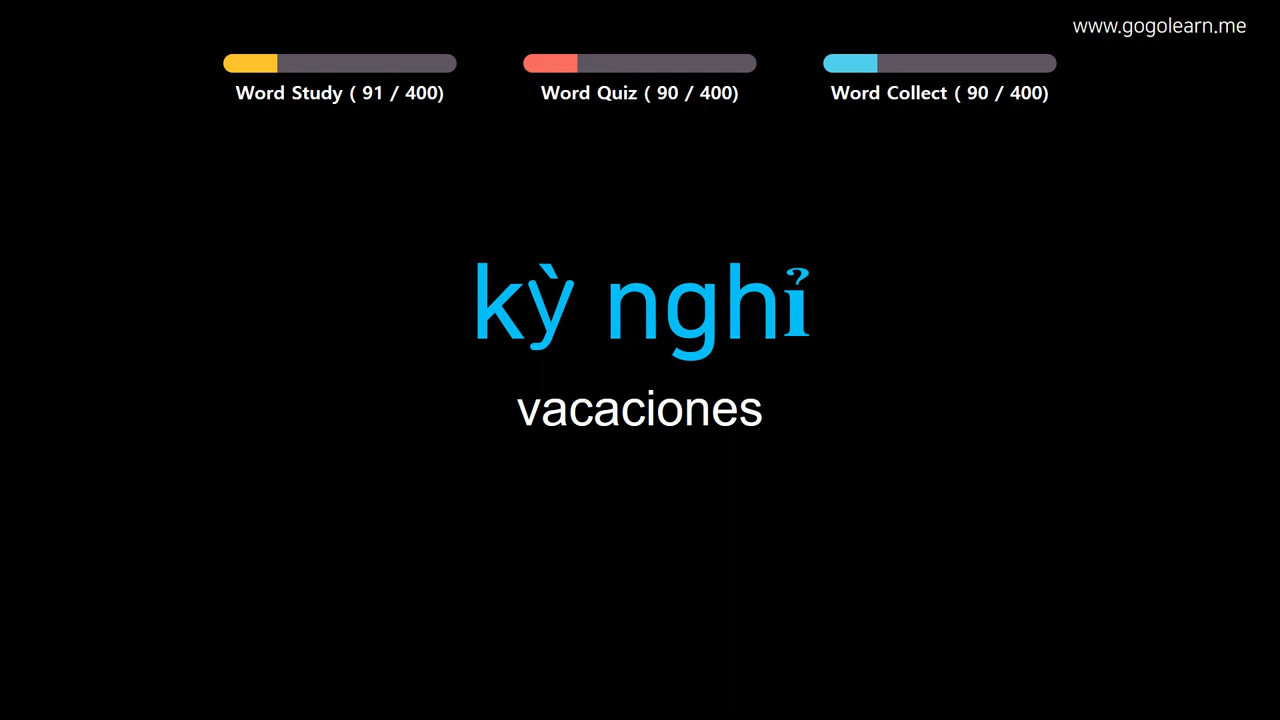 www.gogolearn.me
Word Study ( 91 / 400)
Word Quiz ( 90 / 400)
Word Collect ( 90 / 400)
kỳ nghỉ
vacaciones